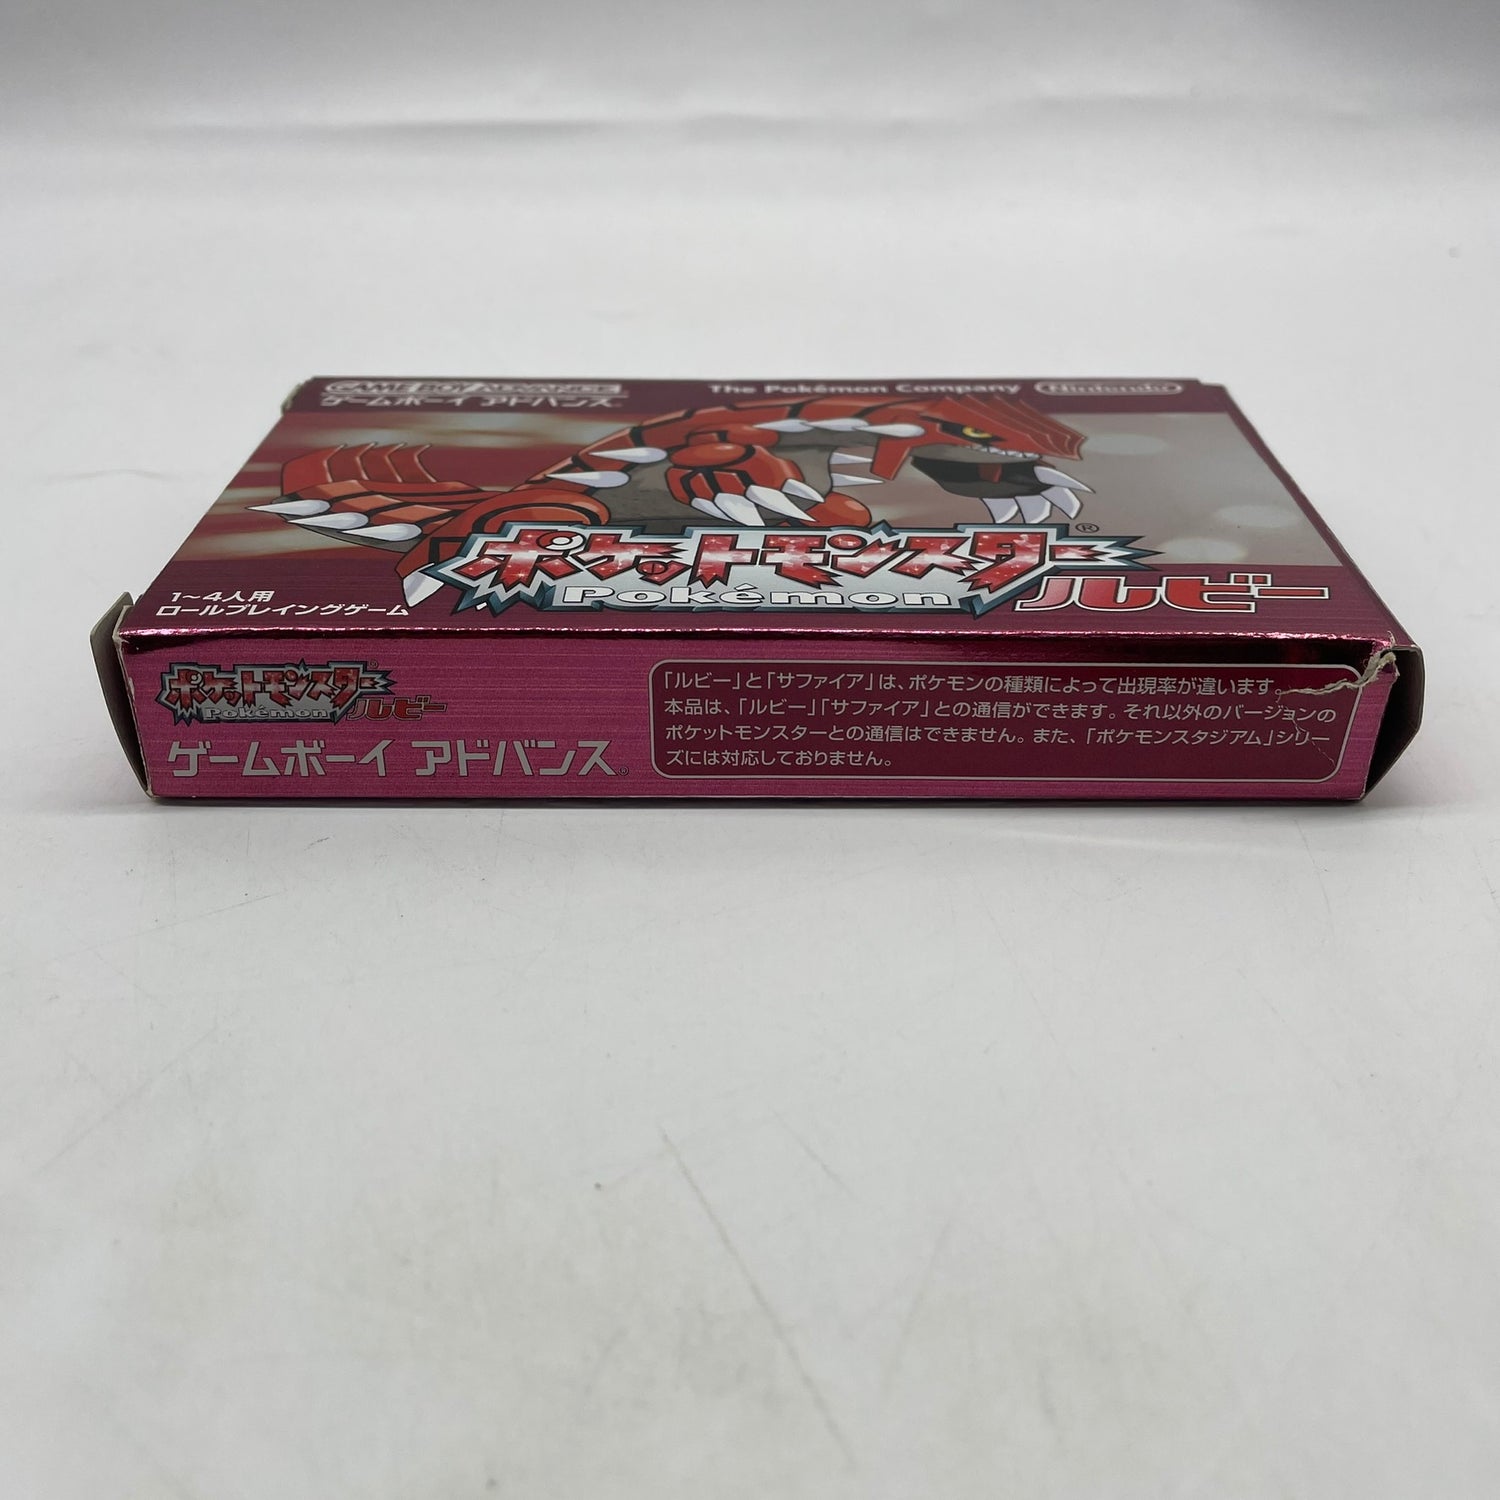 GAME BOY ADVANCE
ゲームボーイ アドバンス
The Pokémon Company
Nintendo
ポケットモンスター®
Pokémon
ルビー
1〜4人用
ロールプレイングゲーム
ポケットモンスター®
Pokémon
ルビー
ゲームボーイ アドバンス®
「ルビー」と「サファイア」は、ポケモンの種類によって出現率が違います。
本品は、「ルビー」「サファイア」との通信ができます。それ以外のバージョンの
ポケットモンスターとの通信はできません。また、「ポケモンスタジアム」シリー
ズには対応しておりません。